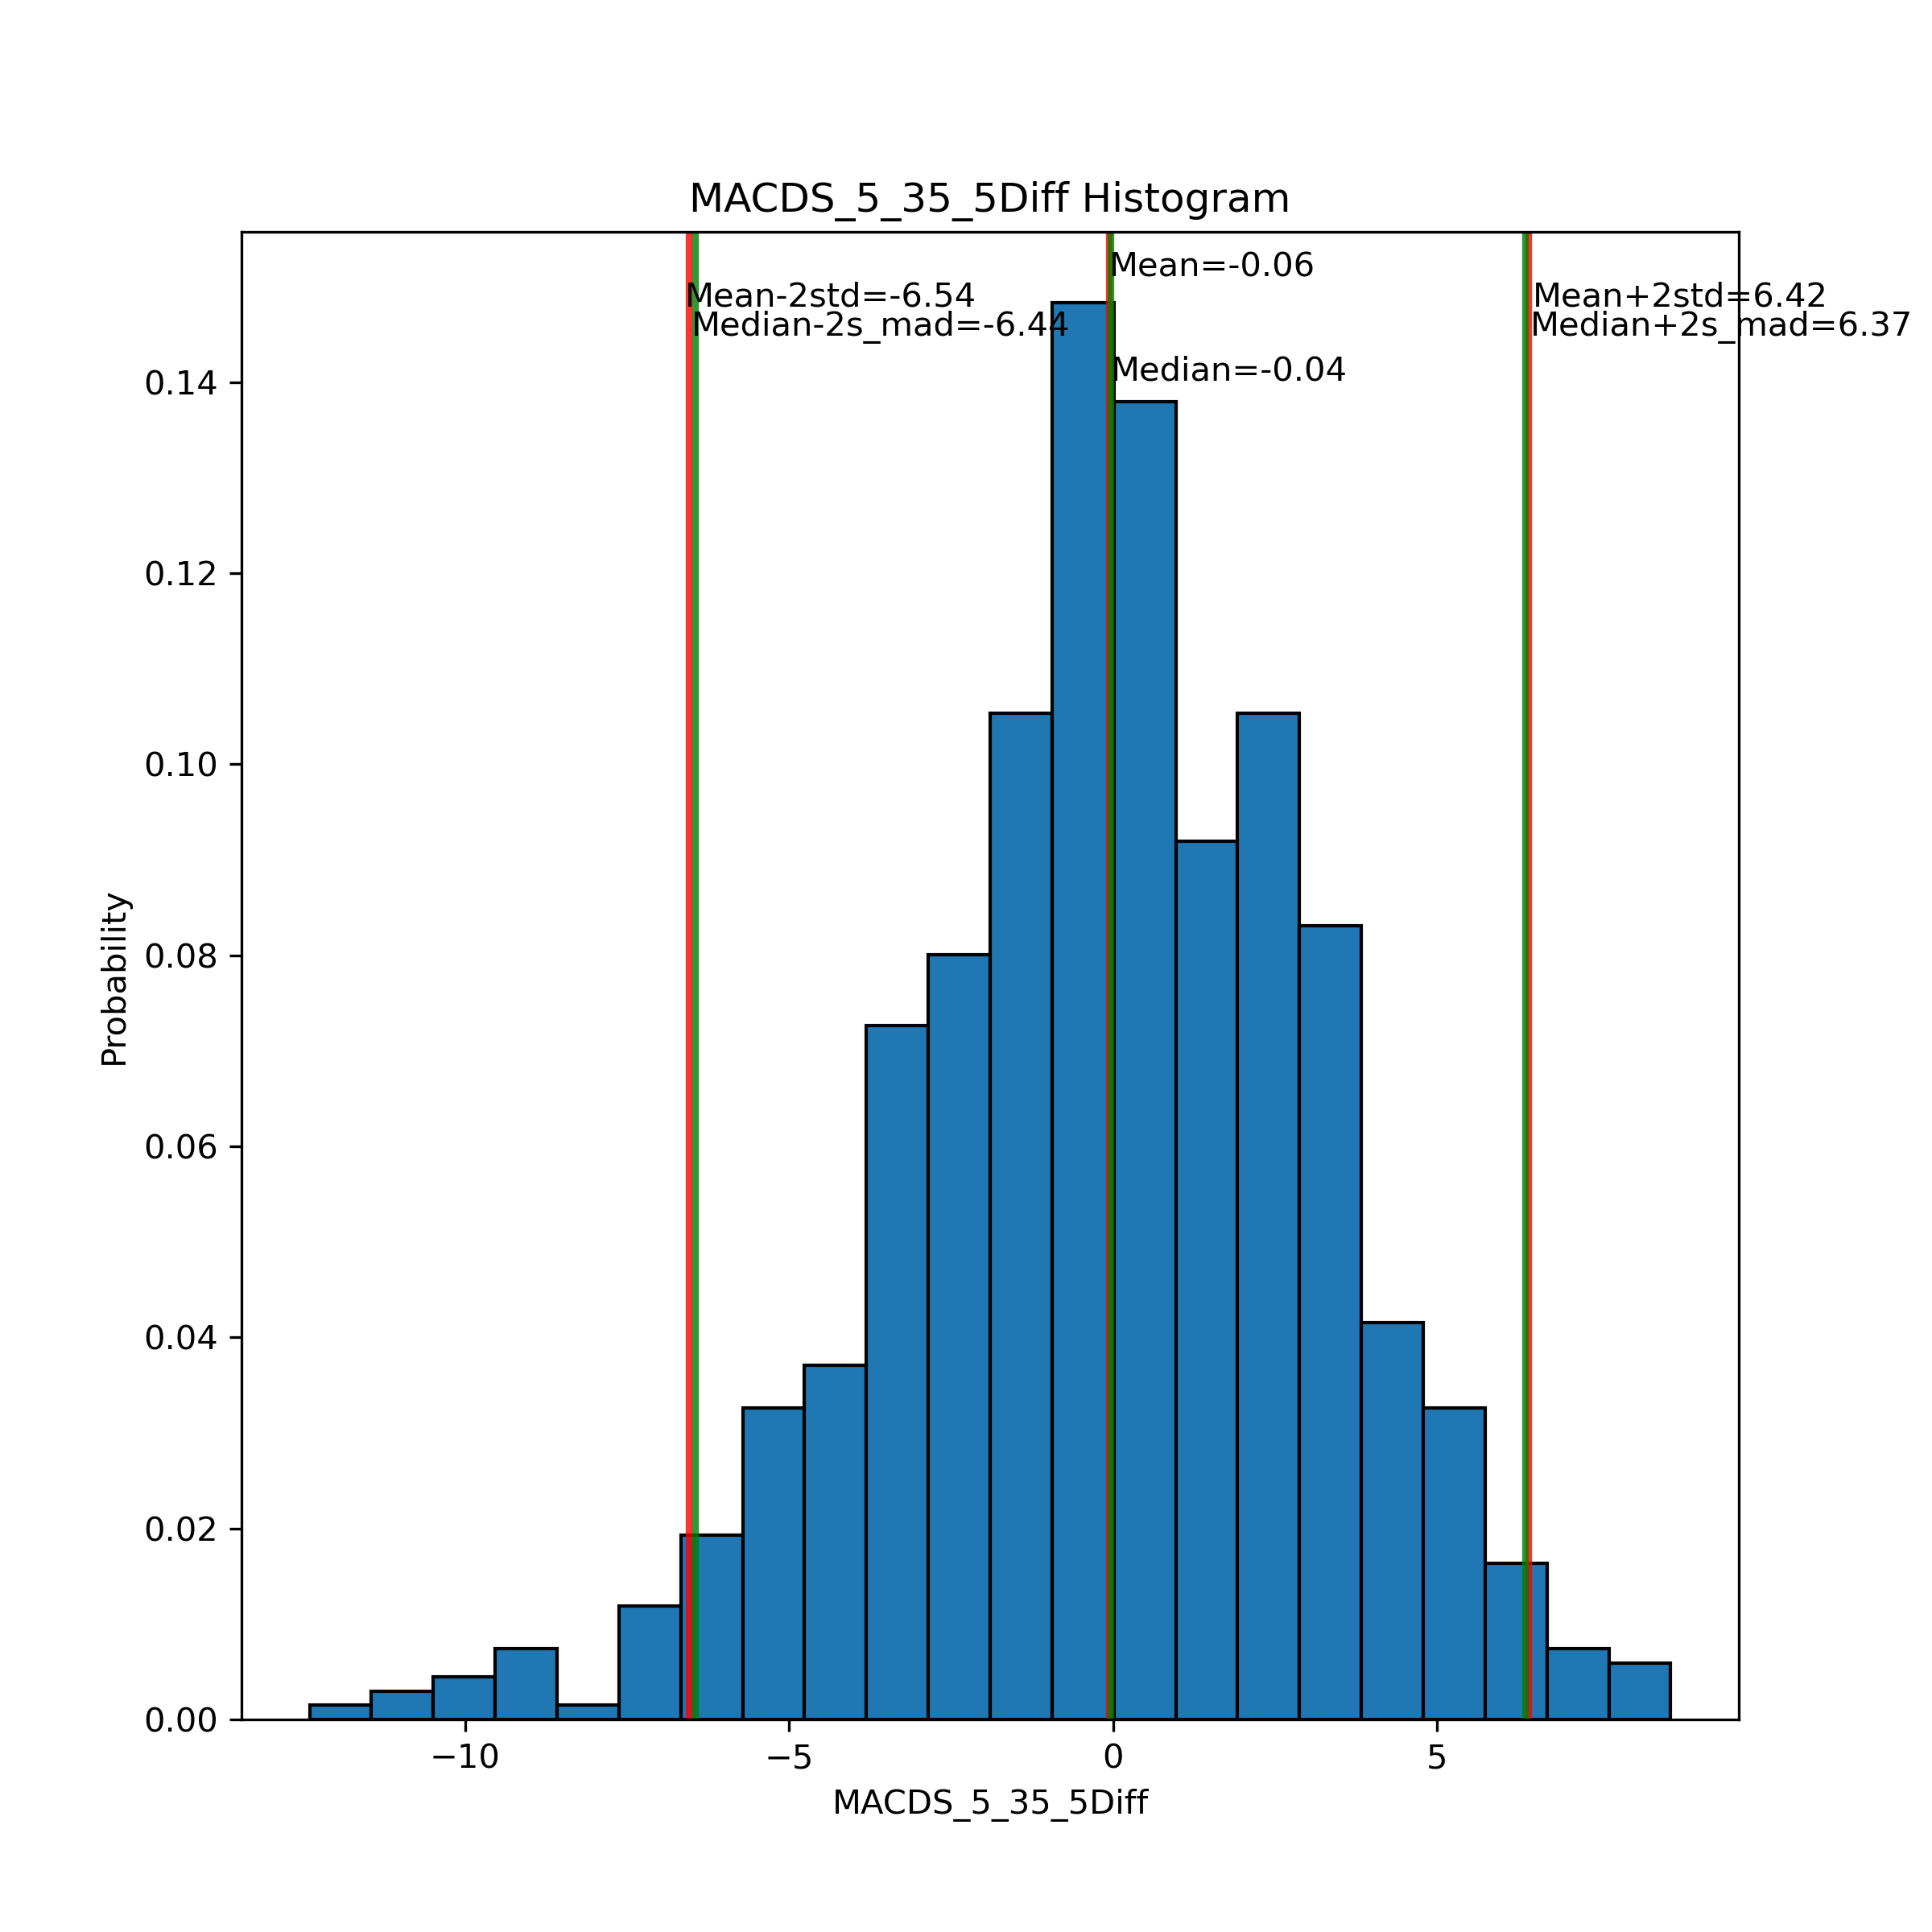 MACDS_5_35_5Diff Histogram
Mean=-0.06
Mean-2std=-6.54
Mean+2std=6.42
Median-2s_mad=-6.44
Median+2s_mad=6.37
Median=-0.04
0.14
0.12
0.10
0.08
0.06
0.04
0.02
0.00
Probability
−10
−5
0
5
MACDS_5_35_5Diff